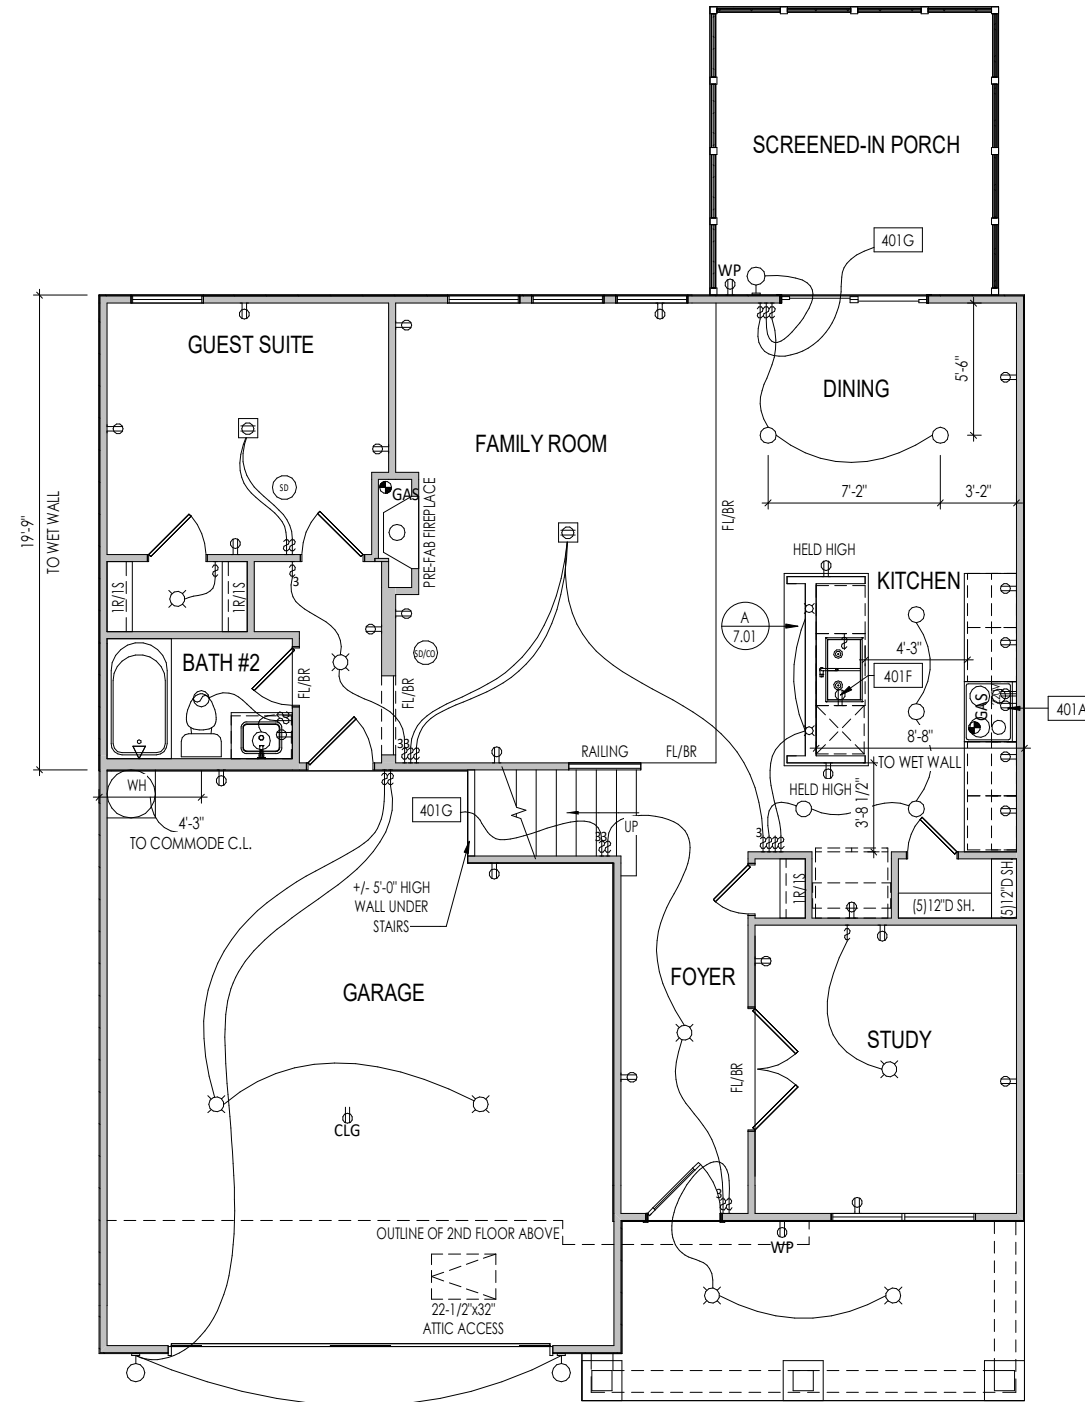 SCREENED-IN PORCH
401G
WP
GUEST SUITE
5'-6"
DINING
FAMILY ROOM
SD
GAS
PRE-FAB FIREPLACE
FL/BR
7'-2"
3'-2"
19'-9"
TO WET WALL
HELD HIGH
KITCHEN
1R/1S
1R/1S
3
A
7.01
4'-3"
401F
BATH #2
SD/CO
FL/BR
FL/BR
GAS
401A
8'-8"
TO WET WALL
33
RAILING
FL/BR
WH
4'-3"
TO COMMODE C.L.
401G
HELD HIGH
3'-8 1/2"
UP
33
3
+/- 5'-0" HIGH
WALL UNDER
STAIRS
1R/1S
(5)12"D SH.
(5)12"D SH
FOYER
GARAGE
STUDY
FL/BR
CLG
3
OUTLINE OF 2ND FLOOR ABOVE
WP
22-1/2"x32"
ATTIC ACCESS